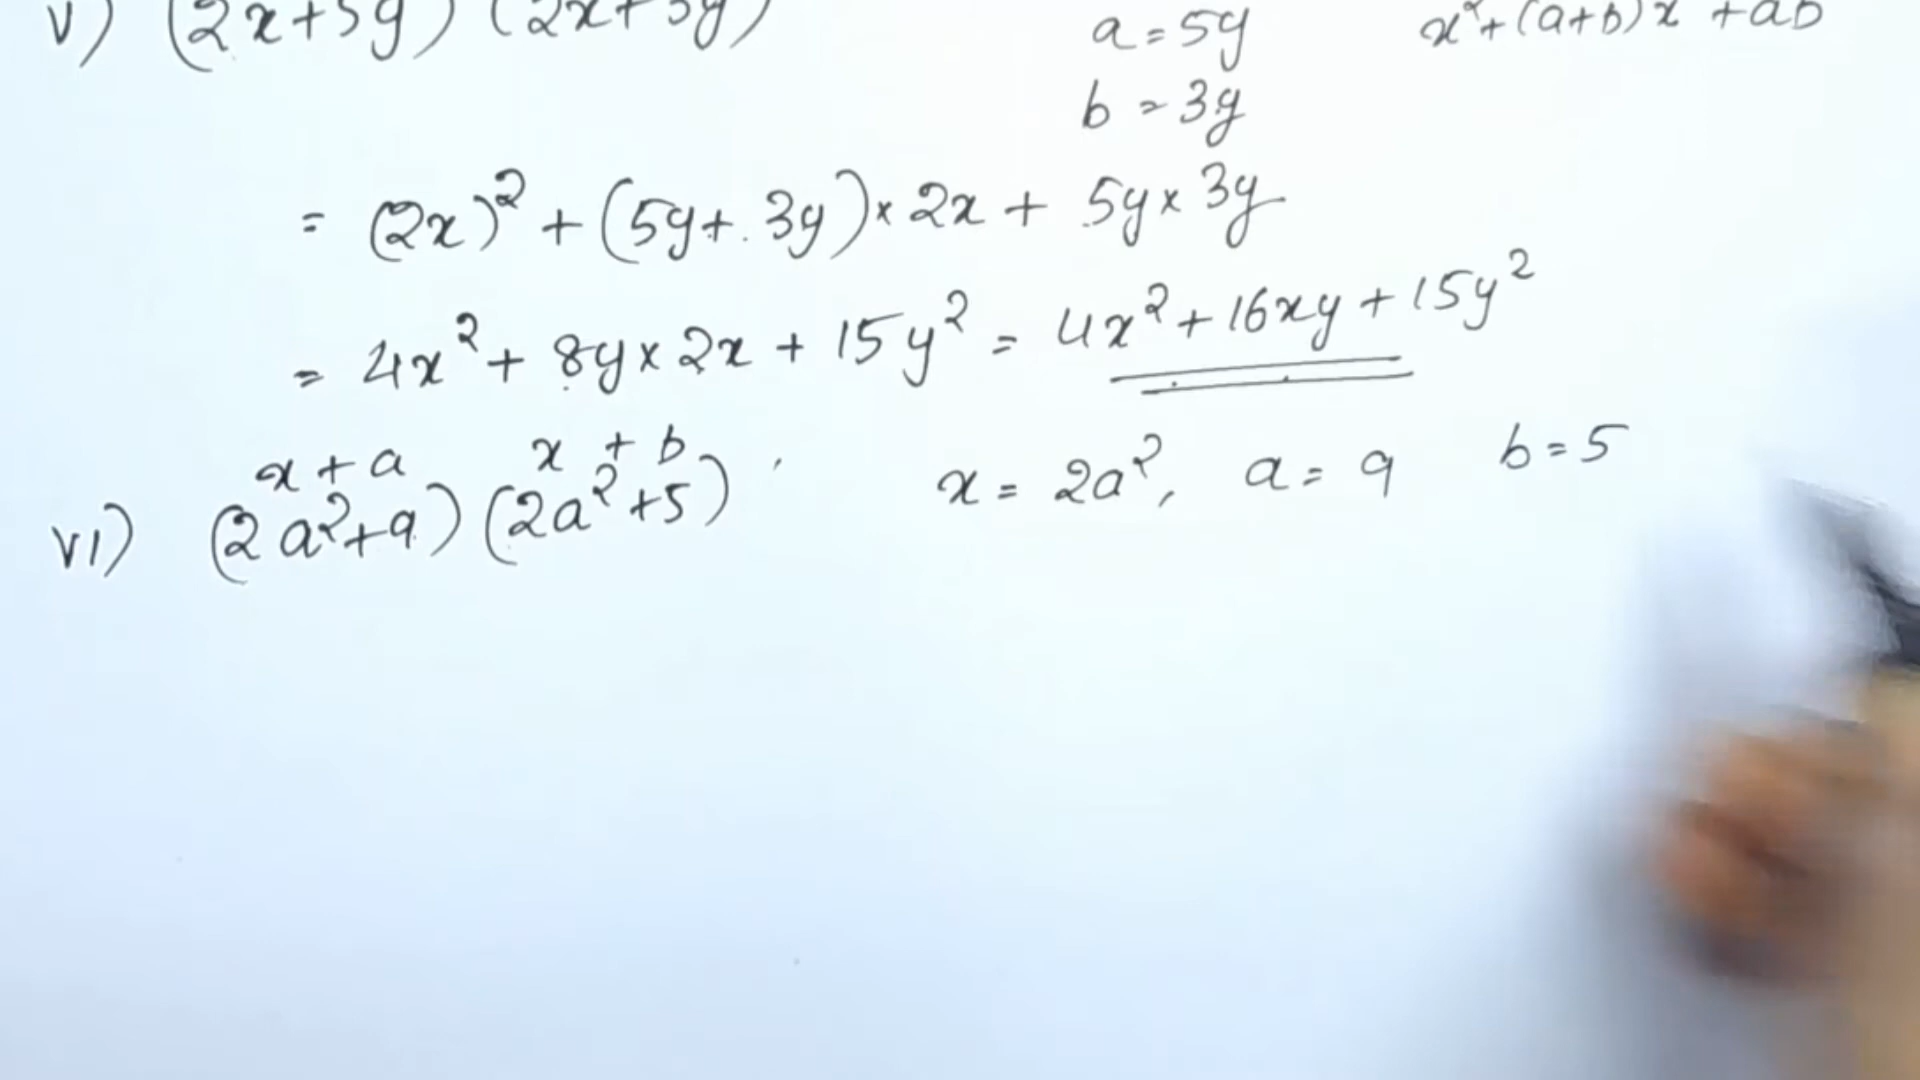 v) (2x+5y) (2x+3y)
a = 5y
x² + (a+b)x + ab
b = 3y
= (2x)² + (5y + 3y) × 2x + 5y × 3y
= 4x² + 8y × 2x + 15y² = 4x² + 16xy + 15y²
x + a x + b
vi) (2a²+9) (2a²+5) x = 2a², a = 9 b = 5